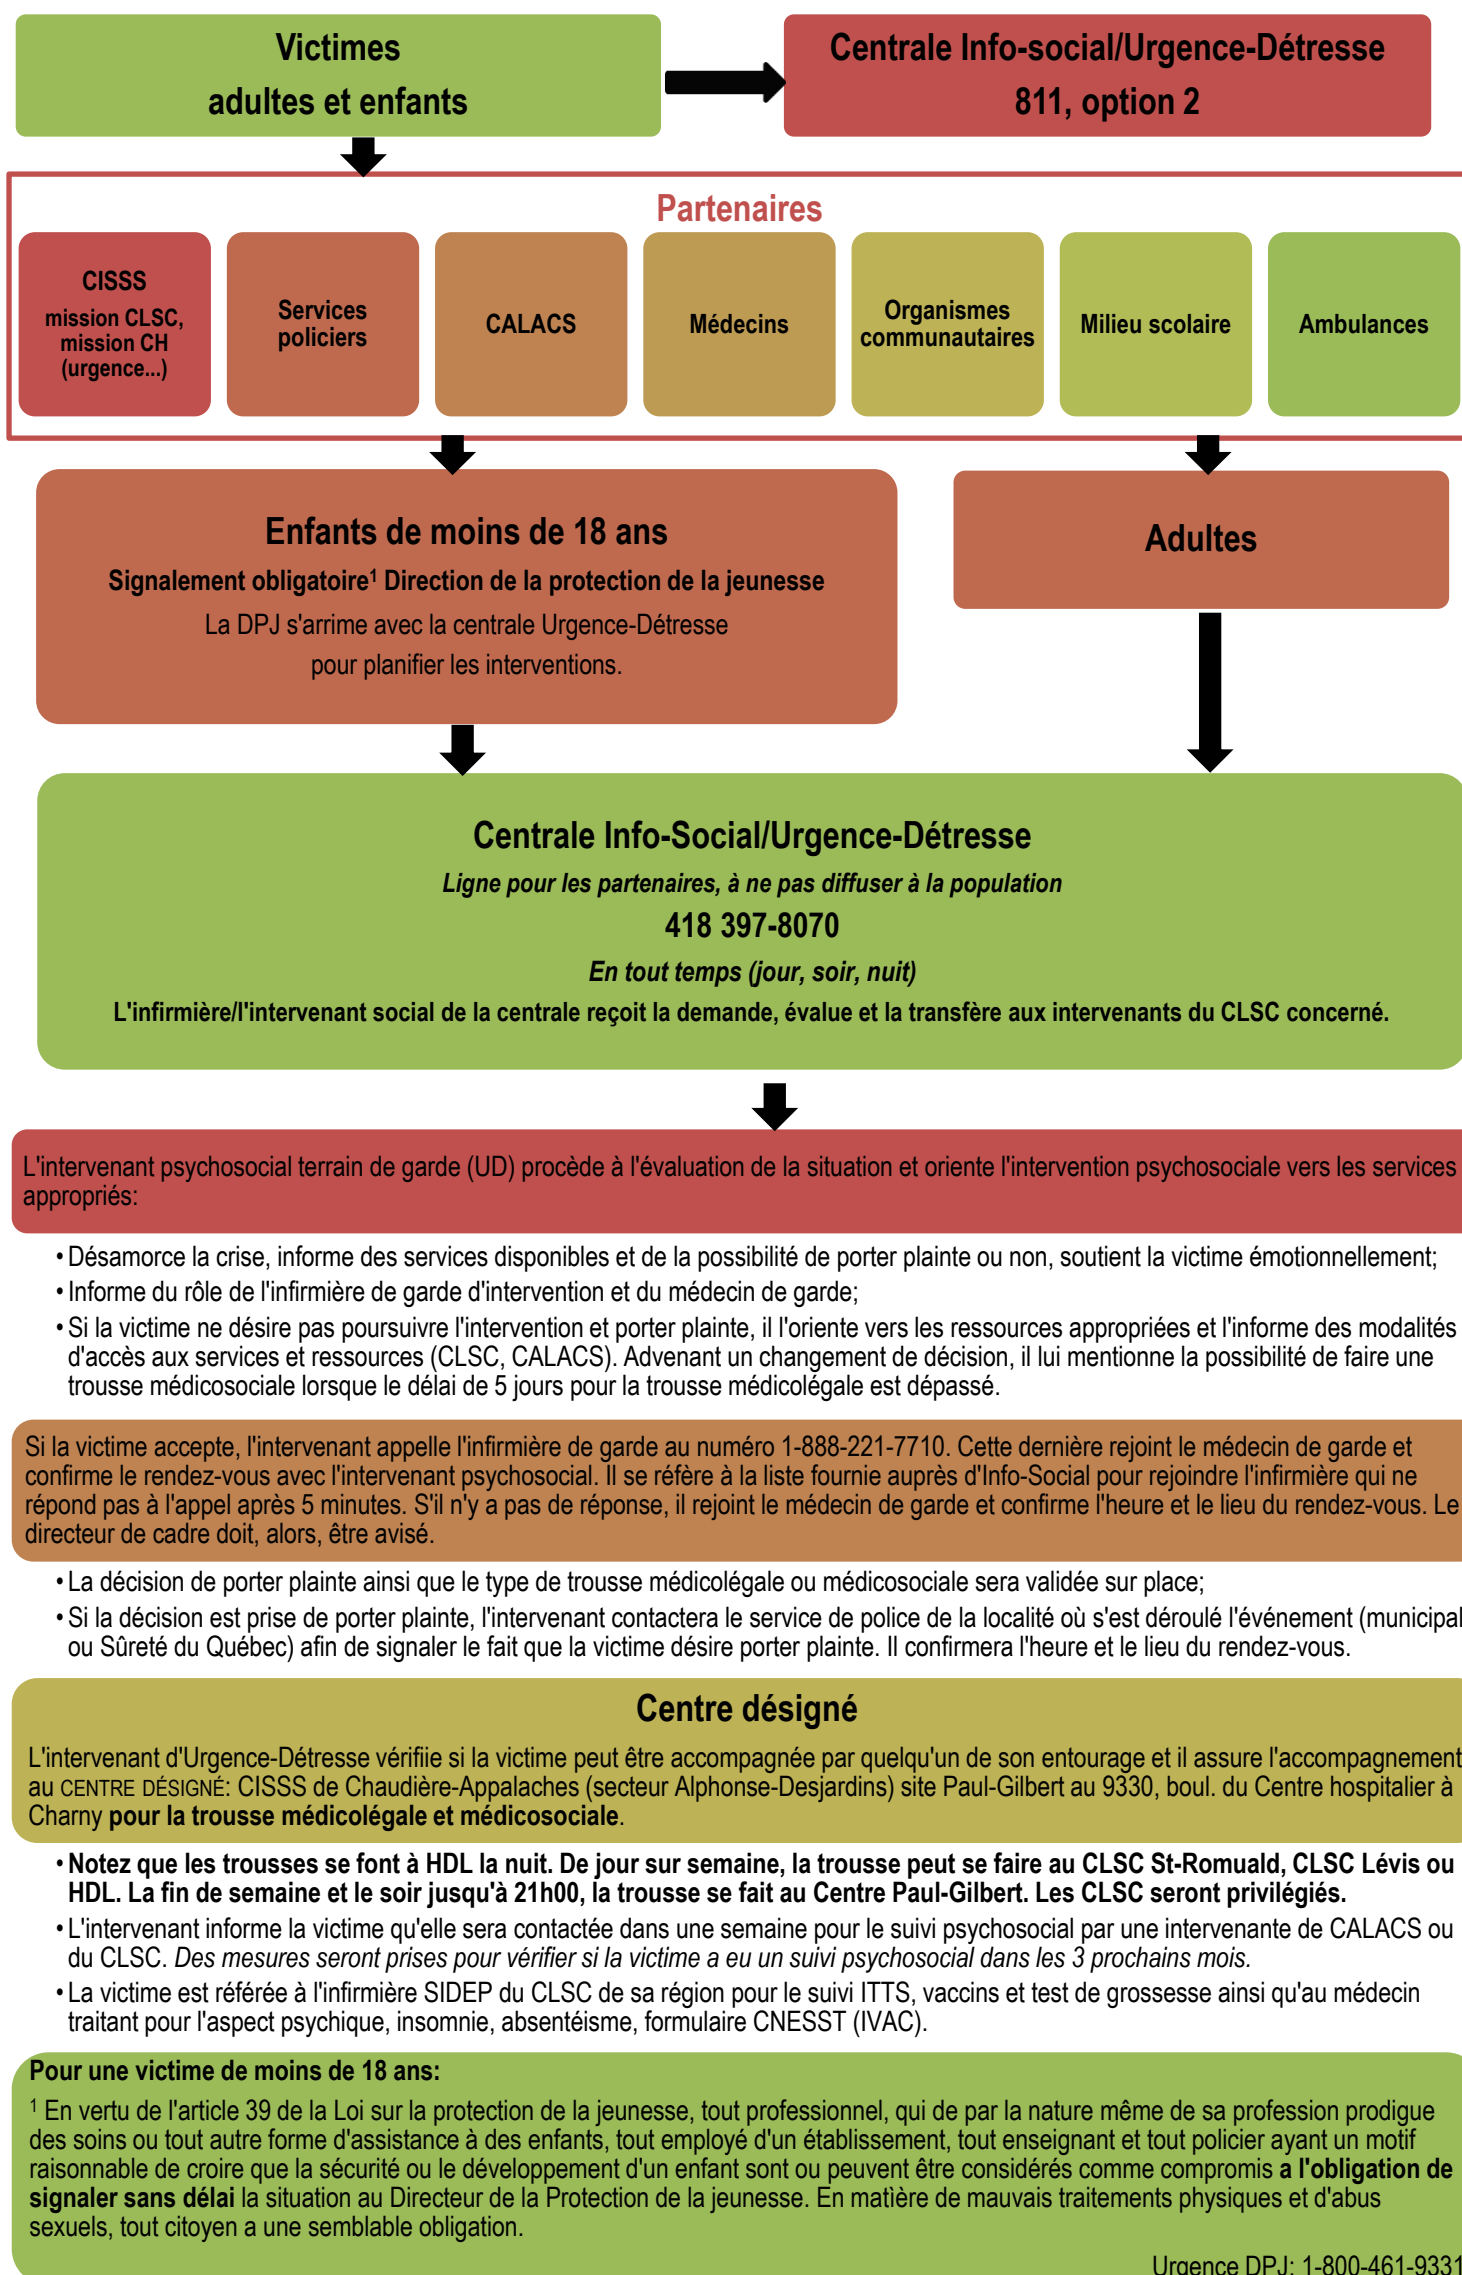 Victimes
adultes et enfants
Centrale Info-social/Urgence-Détresse
811, option 2
Partenaires
CISSS
mission CLSC,
mission CH
(urgence...)
Services
policiers
CALACS
Médecins
Organismes
communautaires
Milieu scolaire
Ambulances
Enfants de moins de 18 ans
Signalement obligatoire¹ Direction de la protection de la jeunesse
La DPJ s'arrime avec la centrale Urgence-Détresse
pour planifier les interventions.
Adultes
Centrale Info-Social/Urgence-Détresse
Ligne pour les partenaires, à ne pas diffuser à la population
418 397-8070
En tout temps (jour, soir, nuit)
L'infirmière/l'intervenant social de la centrale reçoit la demande, évalue et la transfère aux intervenants du CLSC concerné.
L'intervenant psychosocial terrain de garde (UD) procède à l'évaluation de la situation et oriente l'intervention psychosociale vers les services
appropriés:
• Désamorce la crise, informe des services disponibles et de la possibilité de porter plainte ou non, soutient la victime émotionnellement;
• Informe du rôle de l'infirmière de garde d'intervention et du médecin de garde;
• Si la victime ne désire pas poursuivre l'intervention et porter plainte, il l'oriente vers les ressources appropriées et l'informe des modalités
d'accès aux services et ressources (CLSC, CALACS). Advenant un changement de décision, il lui mentionne la possibilité de faire une
trousse médicosociale lorsque le délai de 5 jours pour la trousse médicolégale est dépassé.
Si la victime accepte, l'intervenant appelle l'infirmière de garde au numéro 1-888-221-7710. Cette dernière rejoint le médecin de garde et
confirme le rendez-vous avec l'intervenant psychosocial. Il se réfère à la liste fournie auprès d'Info-Social pour rejoindre l'infirmière qui ne
répond pas à l'appel après 5 minutes. S'il n'y a pas de réponse, il rejoint le médecin de garde et confirme l'heure et le lieu du rendez-vous. Le
directeur de cadre doit, alors, être avisé.
• La décision de porter plainte ainsi que le type de trousse médicolégale ou médicosociale sera validée sur place;
• Si la décision est prise de porter plainte, l'intervenant contactera le service de police de la localité où s'est déroulé l'événement (municipal
ou Sûreté du Québec) afin de signaler le fait que la victime désire porter plainte. Il confirmera l'heure et le lieu du rendez-vous.
Centre désigné
L'intervenant d'Urgence-Détresse vérifiie si la victime peut être accompagnée par quelqu'un de son entourage et il assure l'accompagnement
au CENTRE DÉSIGNÉ: CISSS de Chaudière-Appalaches (secteur Alphonse-Desjardins) site Paul-Gilbert au 9330, boul. du Centre hospitalier à
Charny pour la trousse médicolégale et médicosociale.
• Notez que les trousses se font à HDL la nuit. De jour sur semaine, la trousse peut se faire au CLSC St-Romuald, CLSC Lévis ou
HDL. La fin de semaine et le soir jusqu'à 21h00, la trousse se fait au Centre Paul-Gilbert. Les CLSC seront privilégiés.
• L'intervenant informe la victime qu'elle sera contactée dans une semaine pour le suivi psychosocial par une intervenante de CALACS ou
du CLSC. Des mesures seront prises pour vérifier si la victime a eu un suivi psychosocial dans les 3 prochains mois.
• La victime est référée à l'infirmière SIDEP du CLSC de sa région pour le suivi ITTS, vaccins et test de grossesse ainsi qu'au médecin
traitant pour l'aspect psychique, insomnie, absentéisme, formulaire CNESST (IVAC).
Pour une victime de moins de 18 ans:
¹ En vertu de l'article 39 de la Loi sur la protection de la jeunesse, tout professionnel, qui de par la nature même de sa profession prodigue
des soins ou tout autre forme d'assistance à des enfants, tout employé d'un établissement, tout enseignant et tout policier ayant un motif
raisonnable de croire que la sécurité ou le développement d'un enfant sont ou peuvent être considérés comme compromis a l'obligation de
signaler sans délai la situation au Directeur de la Protection de la jeunesse. En matière de mauvais traitements physiques et d'abus
sexuels, tout citoyen a une semblable obligation.
Urgence DPJ: 1-800-461-9331